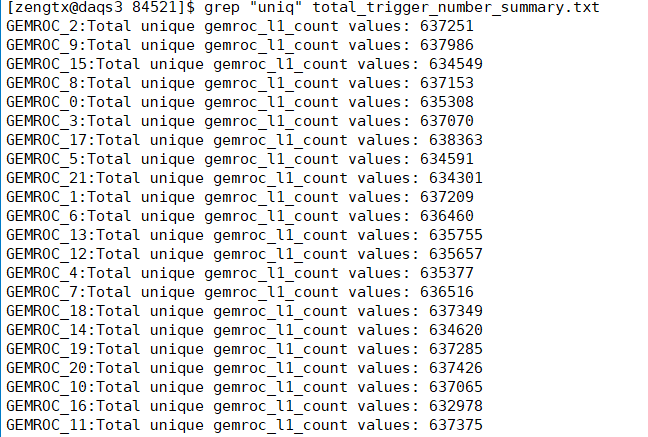 [zengtx@daqs3 84521]$ grep "uniq" total_trigger_number_summary.txt
GEMROC_2:Total unique gemroc_l1_count values: 637251
GEMROC_9:Total unique gemroc_l1_count values: 637986
GEMROC_15:Total unique gemroc_l1_count values: 634549
GEMROC_8:Total unique gemroc_l1_count values: 637153
GEMROC_0:Total unique gemroc_l1_count values: 635308
GEMROC_3:Total unique gemroc_l1_count values: 637070
GEMROC_17:Total unique gemroc_l1_count values: 638363
GEMROC_5:Total unique gemroc_l1_count values: 634591
GEMROC_21:Total unique gemroc_l1_count values: 634301
GEMROC_1:Total unique gemroc_l1_count values: 637209
GEMROC_6:Total unique gemroc_l1_count values: 636460
GEMROC_13:Total unique gemroc_l1_count values: 635755
GEMROC_12:Total unique gemroc_l1_count values: 635657
GEMROC_4:Total unique gemroc_l1_count values: 635377
GEMROC_7:Total unique gemroc_l1_count values: 636516
GEMROC_18:Total unique gemroc_l1_count values: 637349
GEMROC_14:Total unique gemroc_l1_count values: 634620
GEMROC_19:Total unique gemroc_l1_count values: 637285
GEMROC_20:Total unique gemroc_l1_count values: 637426
GEMROC_10:Total unique gemroc_l1_count values: 637065
GEMROC_16:Total unique gemroc_l1_count values: 632978
GEMROC_11:Total unique gemroc_l1_count values: 637375